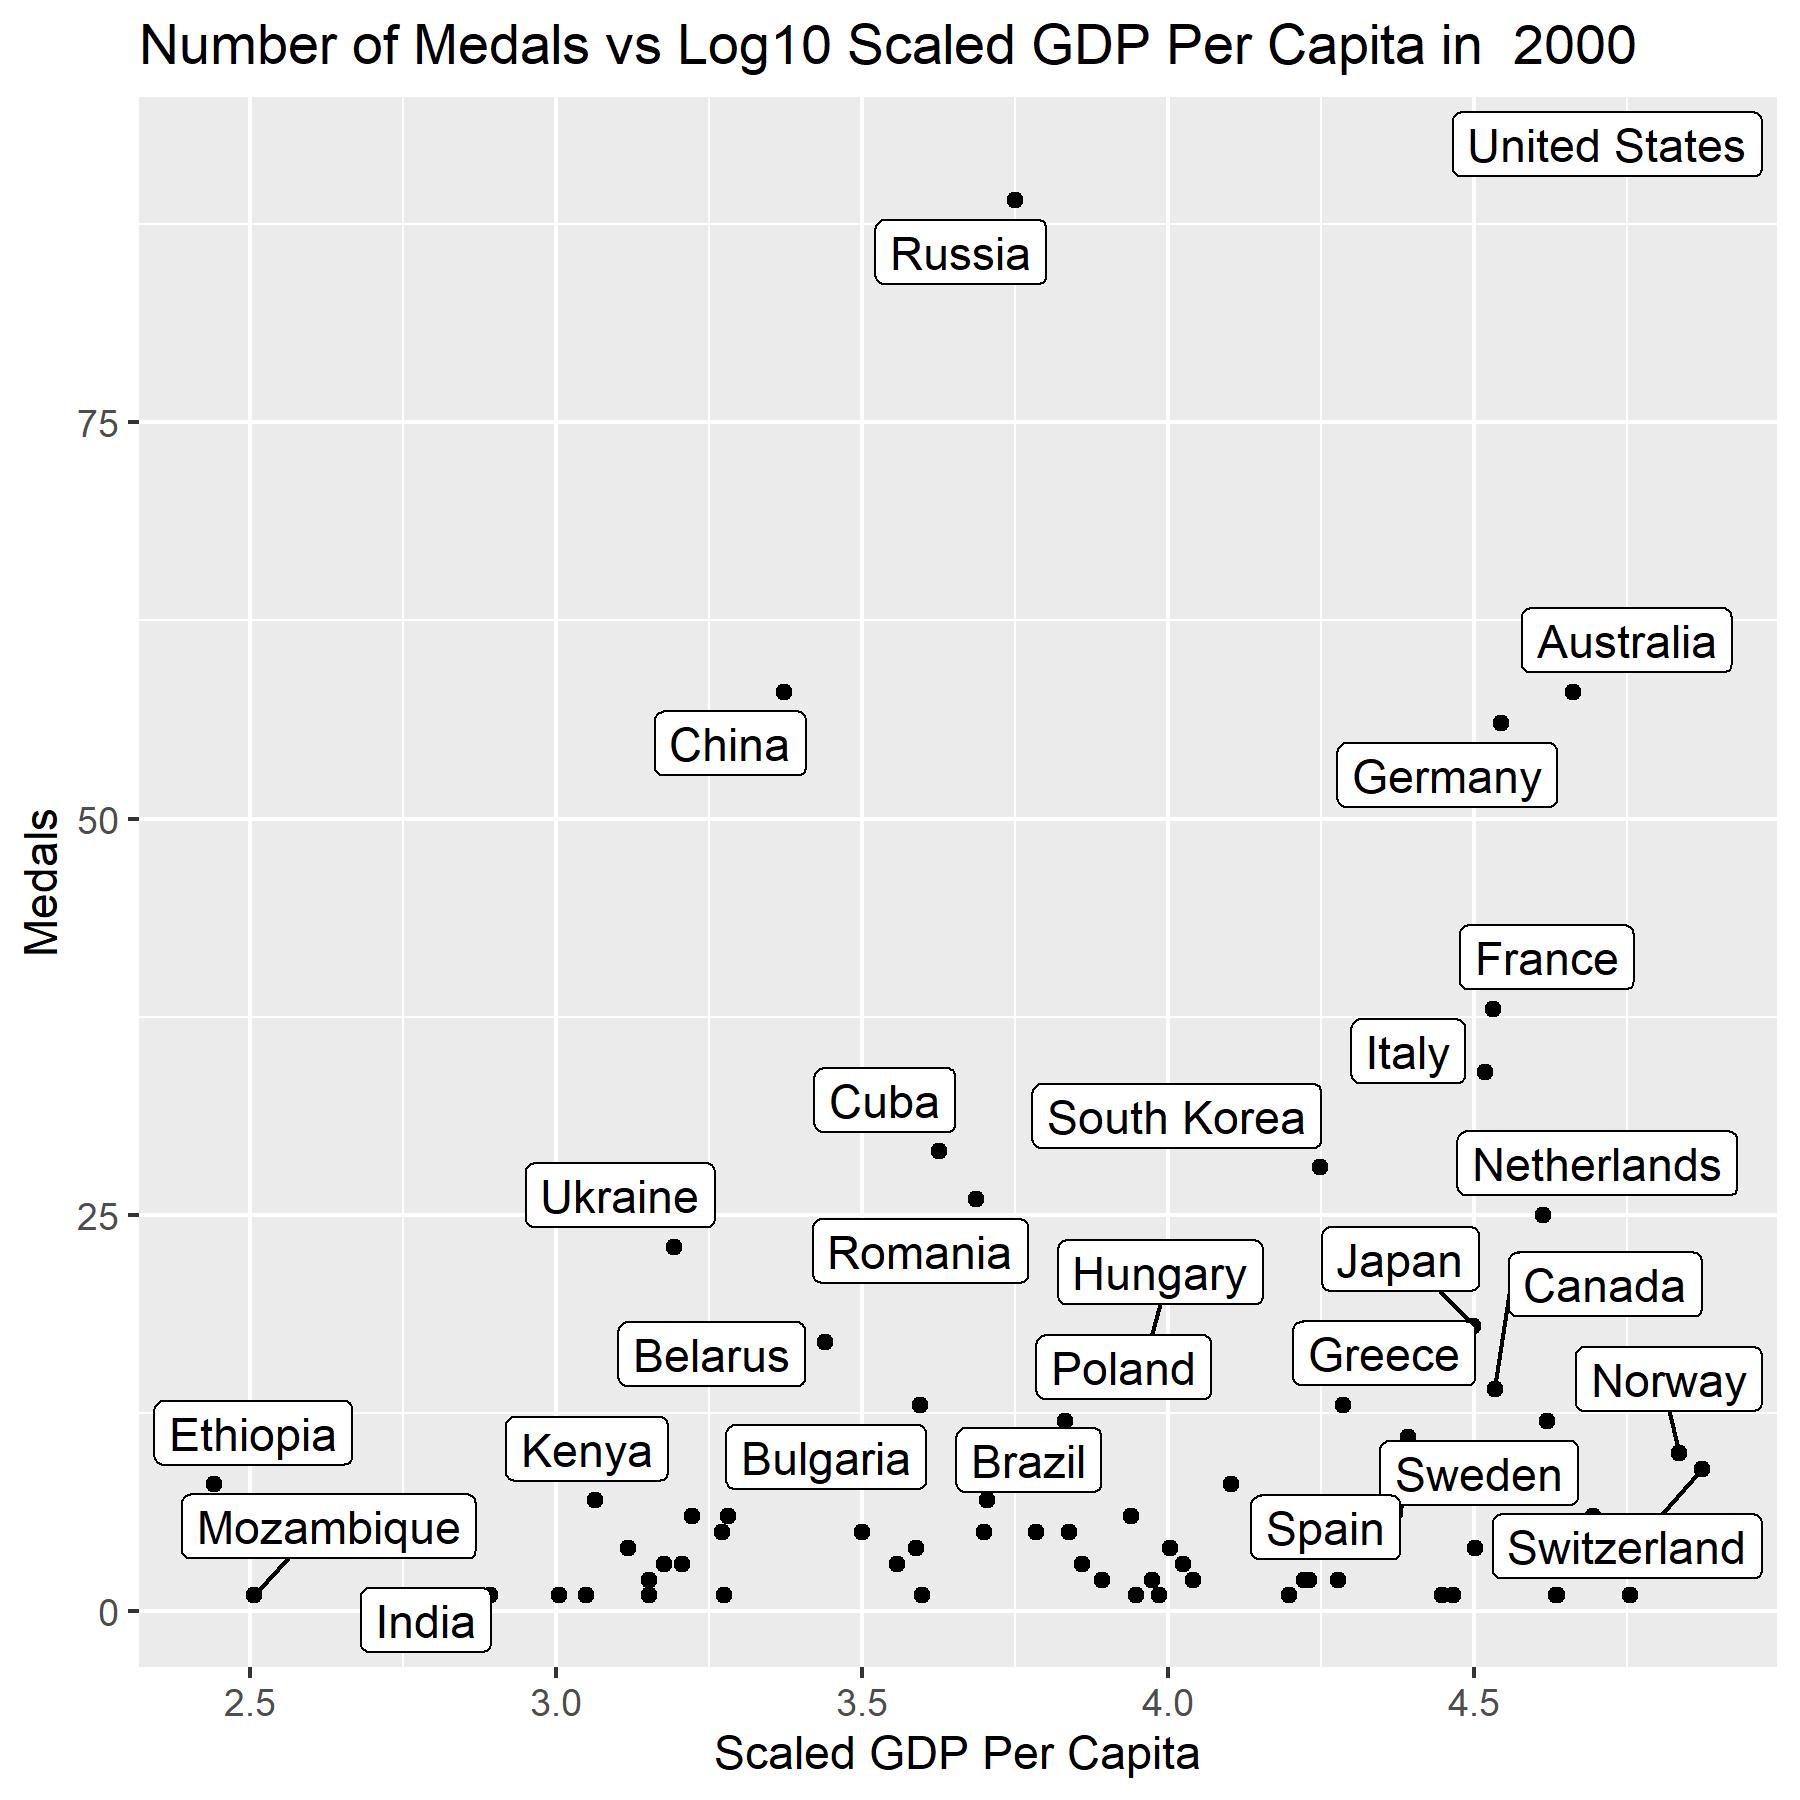 Number of Medals vs Log10 Scaled GDP Per Capita in  2000
United States
Russia
75
Australia
China
Germany
50
Medals
France
Italy
Cuba
South Korea
Netherlands
Ukraine
25
Romania
Hungary
Japan
Canada
Belarus
Poland
Greece
Norway
Ethiopia
Kenya
Bulgaria
Brazil
Sweden
Mozambique
Spain
Switzerland
India
0
2.5 3.0 3.5 4.0 4.5
Scaled GDP Per Capita